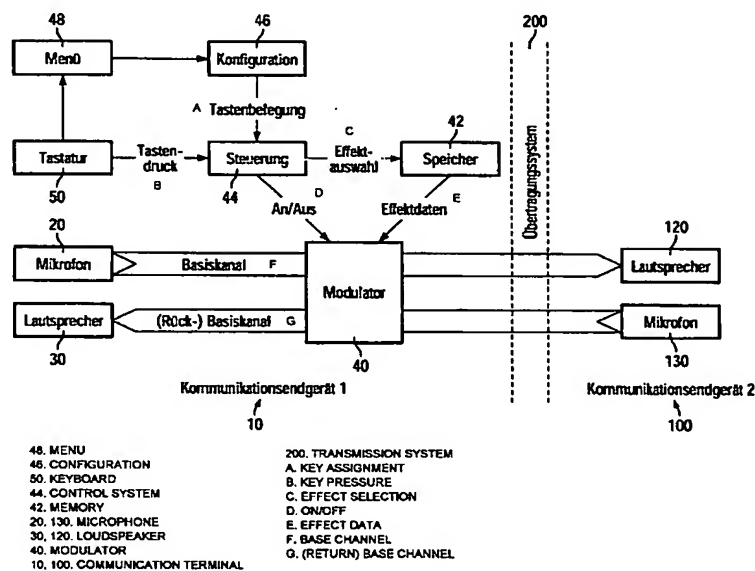 48
46
200
Menü
Konfiguration
A Tastenbelegung
C
42
Tastatur
Tasten-
druck
B
Steuerung
Effekt-
auswahl
Speicher
50
44
D
An/Aus
E
Effektdaten
Übertragungssystem
20
120
Mikrofon
Basiskanal F
Modulator
Lautsprecher
Lautsprecher
(Rück-) Basiskanal G
Mikrofon
30
40
130
Kommunikationsendgerät 1
10
Kommunikationsendgerät 2
100
48. MENU
46. CONFIGURATION
50. KEYBOARD
44. CONTROL SYSTEM
42. MEMORY
20, 130. MICROPHONE
30, 120. LOUDSPEAKER
40. MODULATOR
10, 100. COMMUNICATION TERMINAL
200. TRANSMISSION SYSTEM
A. KEY ASSIGNMENT
B. KEY PRESSURE
C. EFFECT SELECTION
D. ON/OFF
E. EFFECT DATA
F. BASE CHANNEL
G. (RETURN) BASE CHANNEL